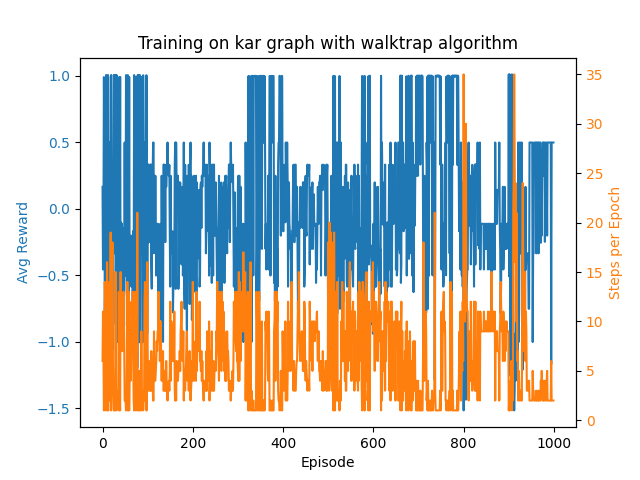 Training on kar graph with walktrap algorithm
1.0
0.5
0.0
−0.5
−1.0
−1.5
Avg Reward
35
30
25
20
15
10
5
0
Steps per Epoch
0 200 400 600 800 1000
Episode